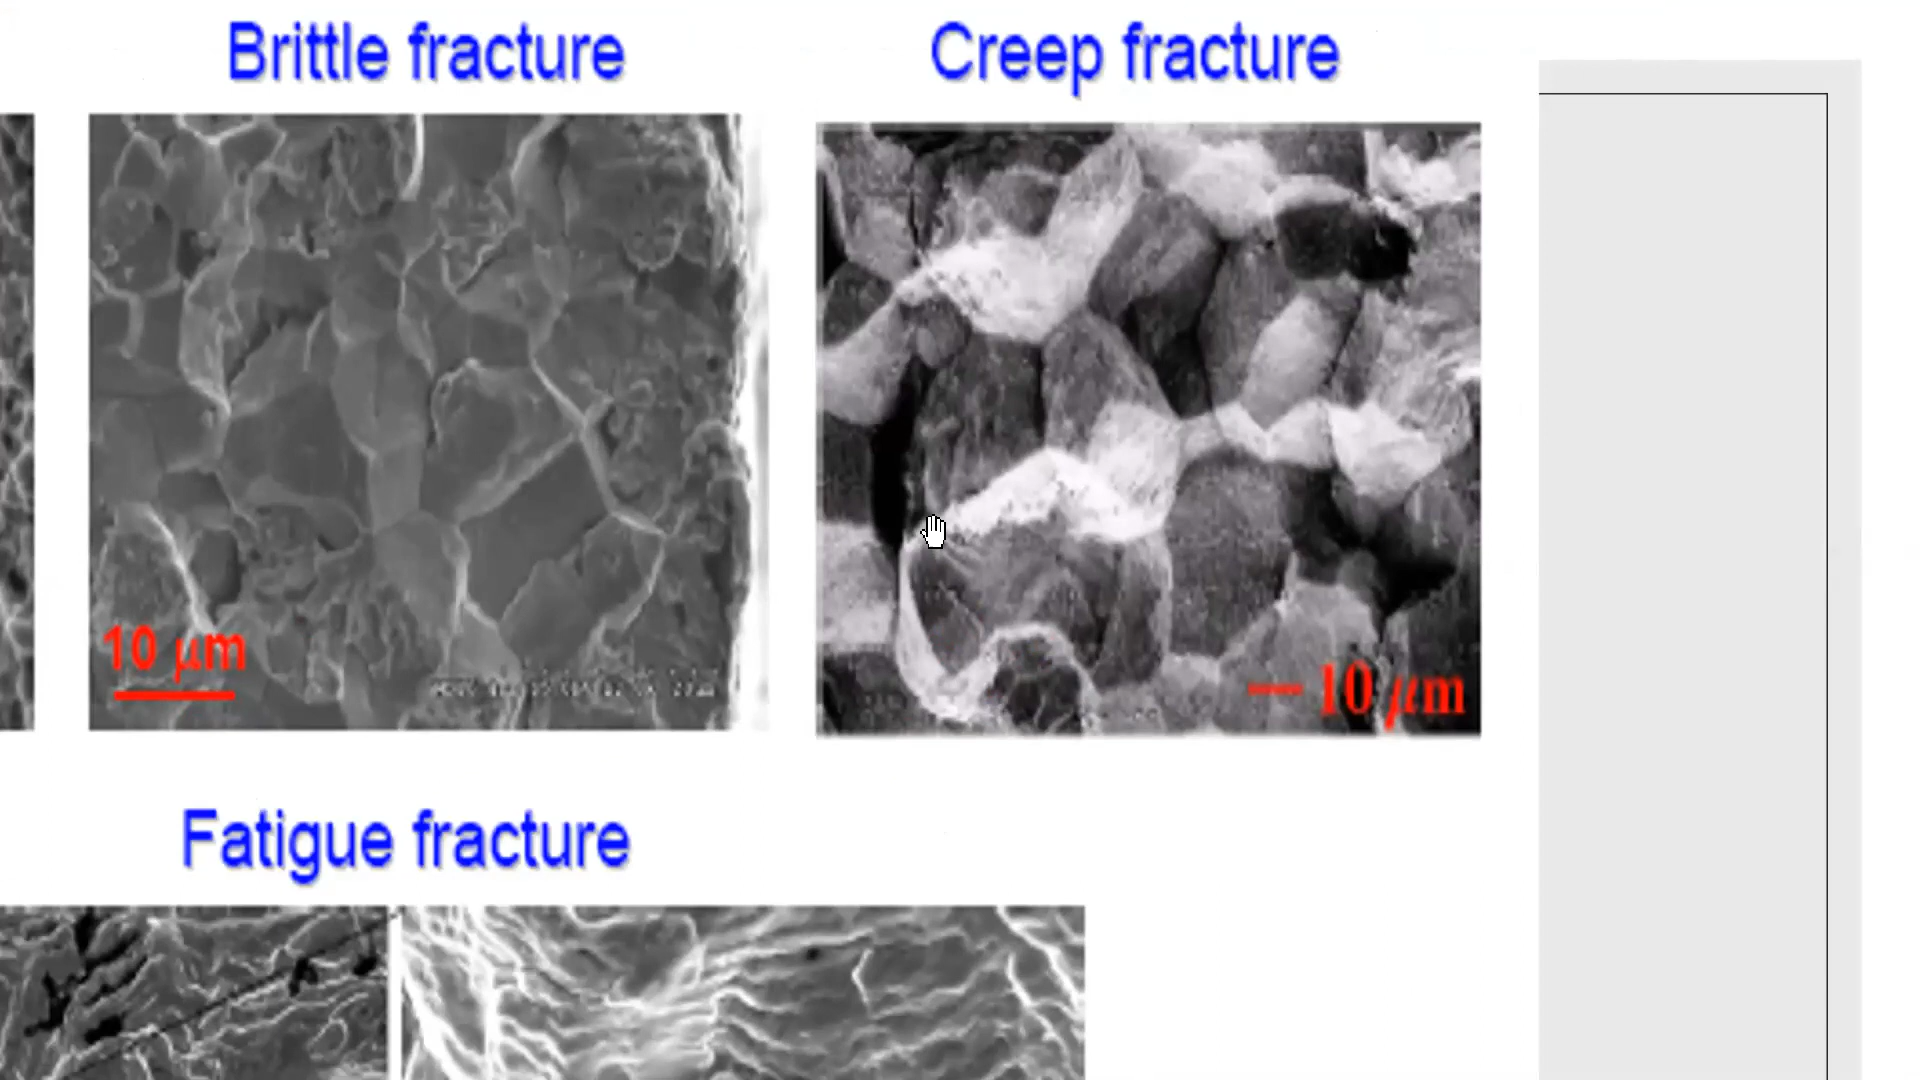 Brittle fracture
Creep fracture
10 µm
10 µm
Fatigue fracture